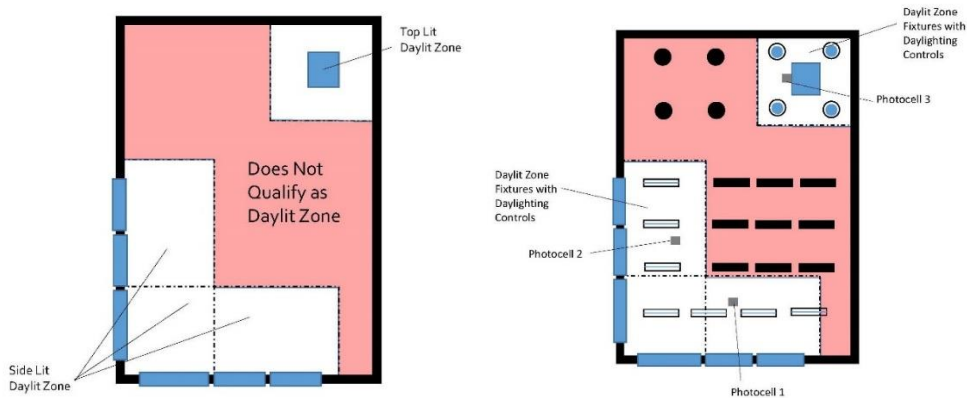 Top Lit
Daylit Zone
Does Not
Qualify as
Daylit Zone
Side Lit
Daylit Zone
Daylit Zone
Fixtures with
Daylighting
Controls
Photocell 3
Daylit Zone
Fixtures with
Daylighting
Controls
Photocell 2
Photocell 1